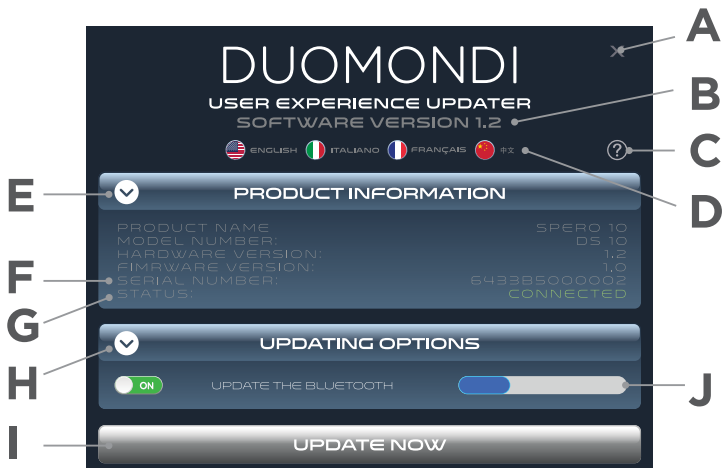 A
DUOMONDI
USER EXPERIENCE UPDATER
B
SOFTWARE VERSION 1.2
ENGLISH ITALIANO FRANÇAIS 中文
C
D
E
PRODUCT INFORMATION
PRODUCT NAME SPERO 10
MODEL NUMBER: DS 10
HARDWARE VERSION: 1.2
FIMRWARE VERSION: 1.0
F
SERIAL NUMBER: 6433B5000002
G
STATUS: CONNECTED
H
UPDATING OPTIONS
ON UPDATE THE BLUETOOTH
J
I
UPDATE NOW